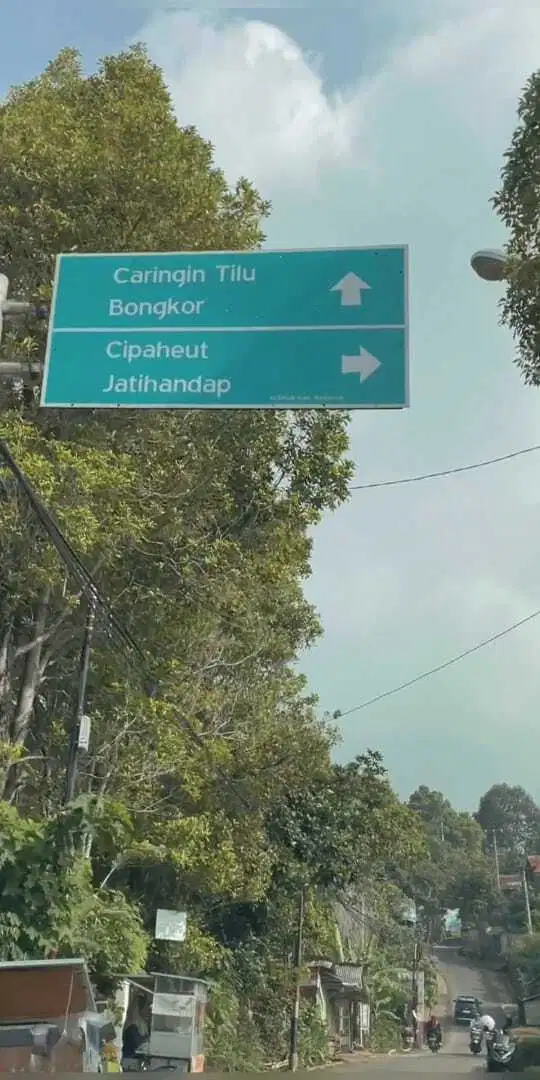 Caringin Tilu
Bongkor
Cipaheut
Jatihandap